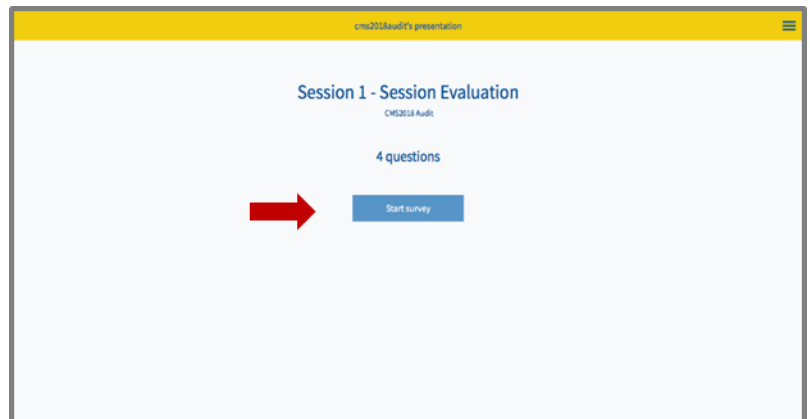 cms2018audit's presentation
Session 1 - Session Evaluation
CMS2018 Audit
4 questions
Start survey